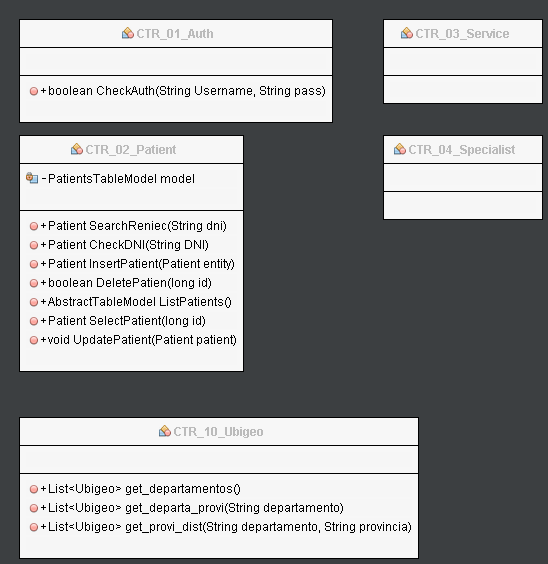 CTR_01_Auth
+boolean CheckAuth(String Username, String pass)
CTR_03_Service
CTR_02_Patient
-PatientsTableModel model
+Patient SearchReniec(String dni)
+Patient CheckDNI(String DNI)
+Patient InsertPatient(Patient entity)
+boolean DeletePatien(long id)
+AbstractTableModel ListPatients()
+Patient SelectPatient(long id)
+void UpdatePatient(Patient patient)
CTR_04_Specialist
CTR_10_Ubigeo
+List<Ubigeo> get_departamentos()
+List<Ubigeo> get_departa_provi(String departamento)
+List<Ubigeo> get_provi_dist(String departamento, String provincia)